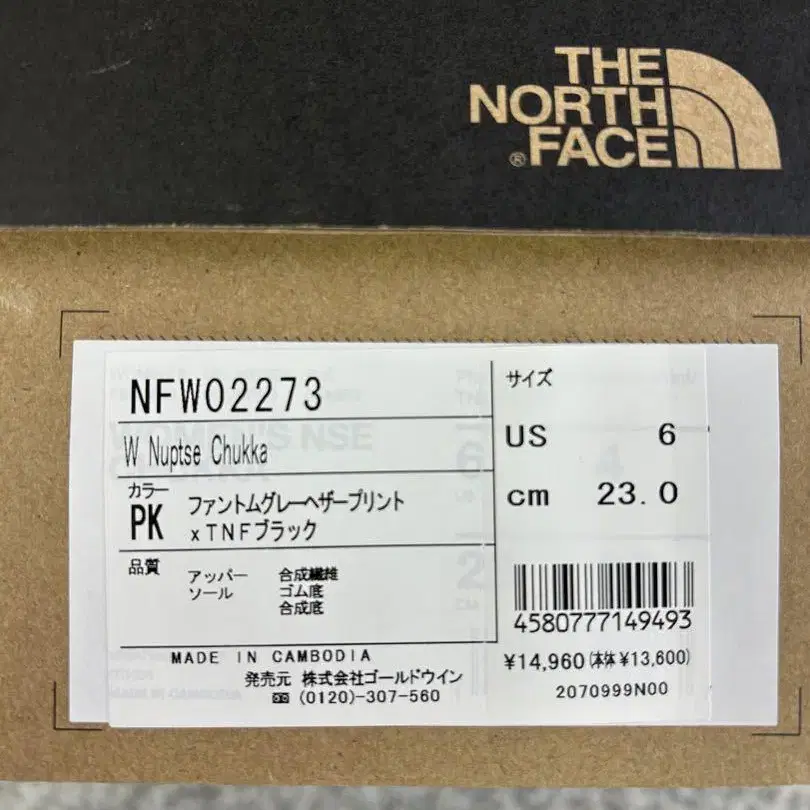 THE
NORTH
®FACE
NFW02273
W Nuptse Chukka
カラー
PK
ファントムグレーヘザープリント
xTNFブラック
品質
アッパー 合成繊維
ソール ゴム底
合成底
MADE IN CAMBODIA
発売元 株式会社ゴールドウイン
(0120)-307-560
サイズ
US 6
cm 23.0
4580777149493
¥14,960(本体¥13,600)
2070999N00